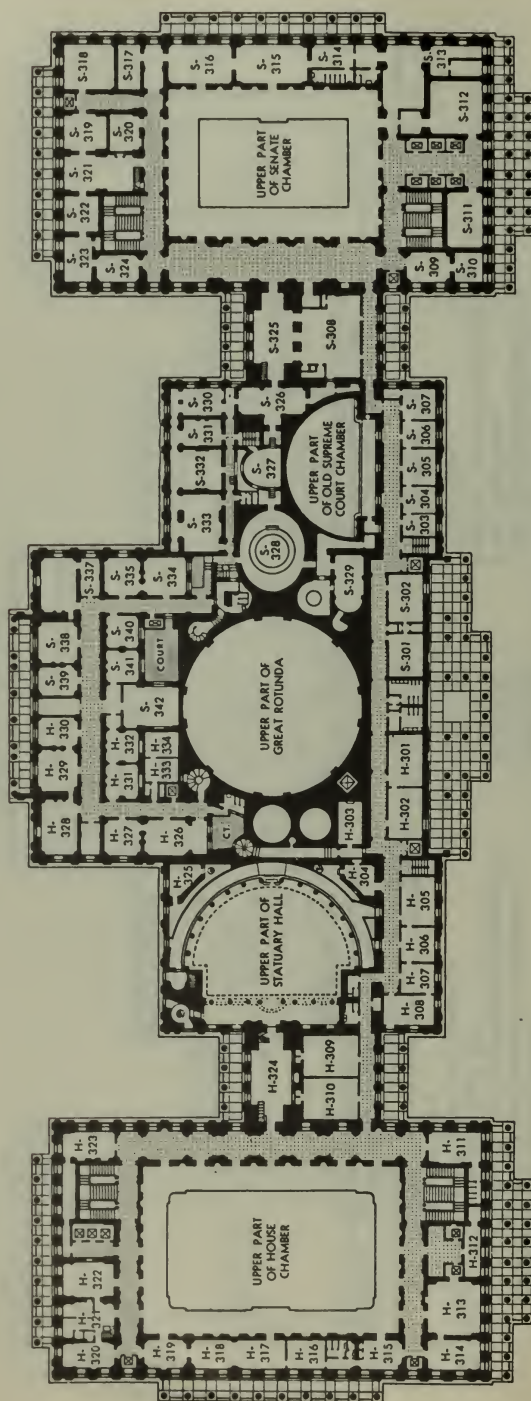 H-
320
H-
321
H-
322
H-
323
H-
319
H-
318
H-
317
H-
316
H-
315
UPPER PART
OF HOUSE
CHAMBER
H-
314
H-
313
H-312
H-
311
H-324
H-310
H-309
H-
325
UPPER PART OF
STATUARY HALL
H-
304
H-
308
H-
307
H-
306
H-
305
H-
328
H-
329
H-
330
S-
339
S-
338
S-337
H-
327
H-
326
H-
331
H-
332
H-
333
H-
334
S-
342
S-
341
S-
340
COURT
S-
335
S-
334
CT.
UPPER PART OF
GREAT ROTUNDA
H-303
H-302
H-301
S-301
S-302
S-
328
S-329
S-
333
S-332
S-
331
S-
330
S-
327
S-
326
UPPER PART
OF OLD SUPREME
COURT CHAMBER
S-
303
S-
304
S-
305
S-
306
S-
307
S-325
S-308
S-
323
S-
322
S-
321
S-
319
S-318
S-
324
S-
320
S-317
S-
316
S-
315
S-
314
S-
313
UPPER PART
OF SENATE
CHAMBER
S-
309
S-
310
S-311
S-312